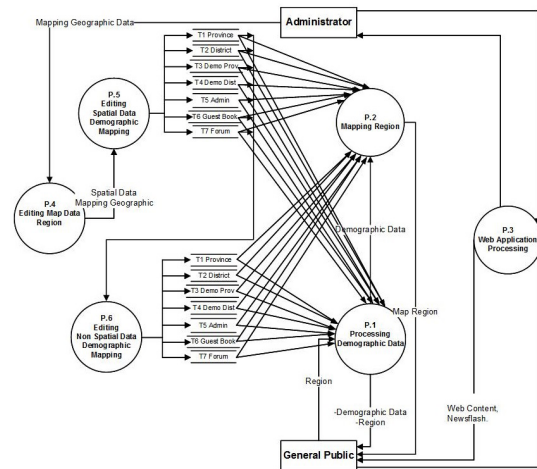 Mapping Geographic Data
Administrator
T1 Province
T2 District
T3 Demo Prov
T4 Demo Dist
T5 Admin
T6 Guest Book
T7 Forum
P.5
Editing
Spatial Data
Demographic
Mapping
P.2
Mapping Region
Spatial Data
Mapping Geographic
P.4
Editing Map Data
Region
P.3
Web Application
Processing
Demographic Data
T1 Province
T2 District
T3 Demo Prov
T4 Demo Dist
T5 Admin
T6 Guest Book
T7 Forum
P.6
Editing
Non Spatial Data
Demographic
Mapping
Map Region
P.1
Processing
Demographic Data
Region
-Demographic Data
-Region
Web Content,
Newsflash.
General Public